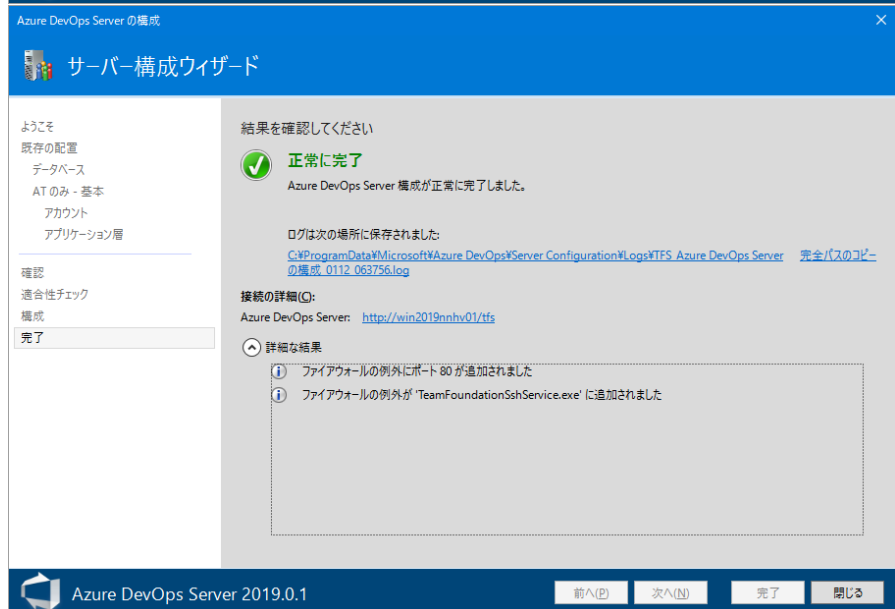 Azure DevOps Server の構成
サーバー構成ウィザード
ようこそ
既存の配置
データベース
AT のみ - 基本
アカウント
アプリケーション層
確認
適合性チェック
構成
完了
結果を確認してください
正常に完了
Azure DevOps Server 構成が正常に完了しました。
ログは次の場所に保存されました:
C:¥ProgramData¥Microsoft¥Azure DevOps¥Server Configuration¥Logs¥TFS_Azure DevOps Server 完全パスのコピー
の構成_0112_063756.log
接続の詳細(C):
Azure DevOps Server: http://win2019nnhv01/tfs
詳細な結果
ファイアウォールの例外にポート 80 が追加されました
ファイアウォールの例外が 'TeamFoundationSshService.exe' に追加されました
Azure DevOps Server 2019.0.1
前へ(P) 次へ(N) 完了 閉じる